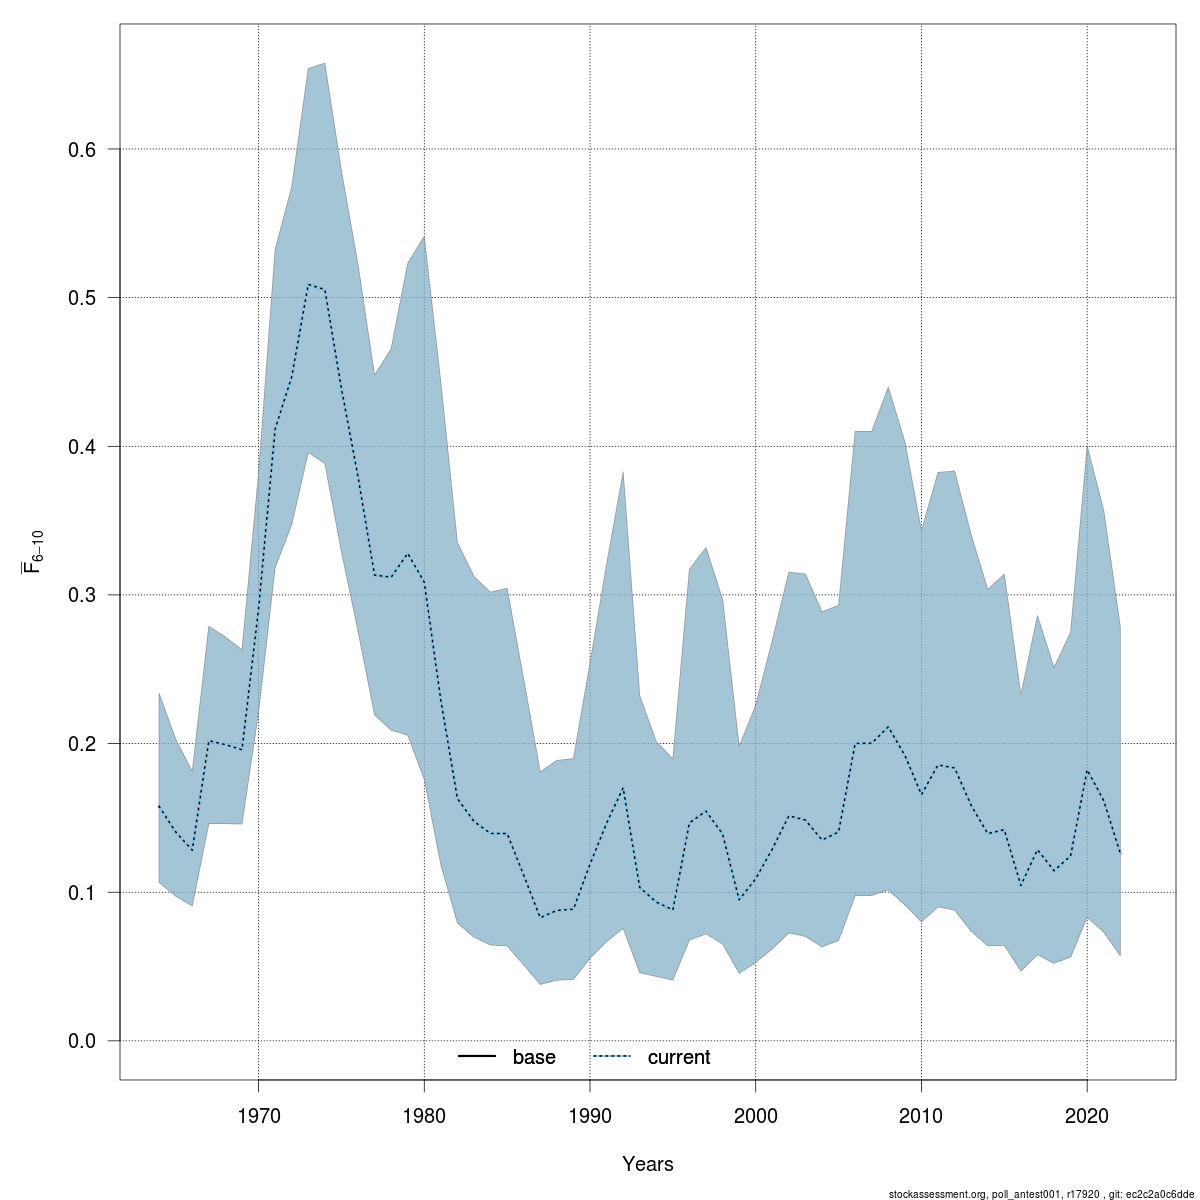 0.6
0.5
0.4
0.3
0.2
0.1
0.0
F6−10
base
current
1970
1980
1990
2000
2010
2020
Years
stockassessment.org, poll_antest001, r17920 , git: ec2c2a0c6dde